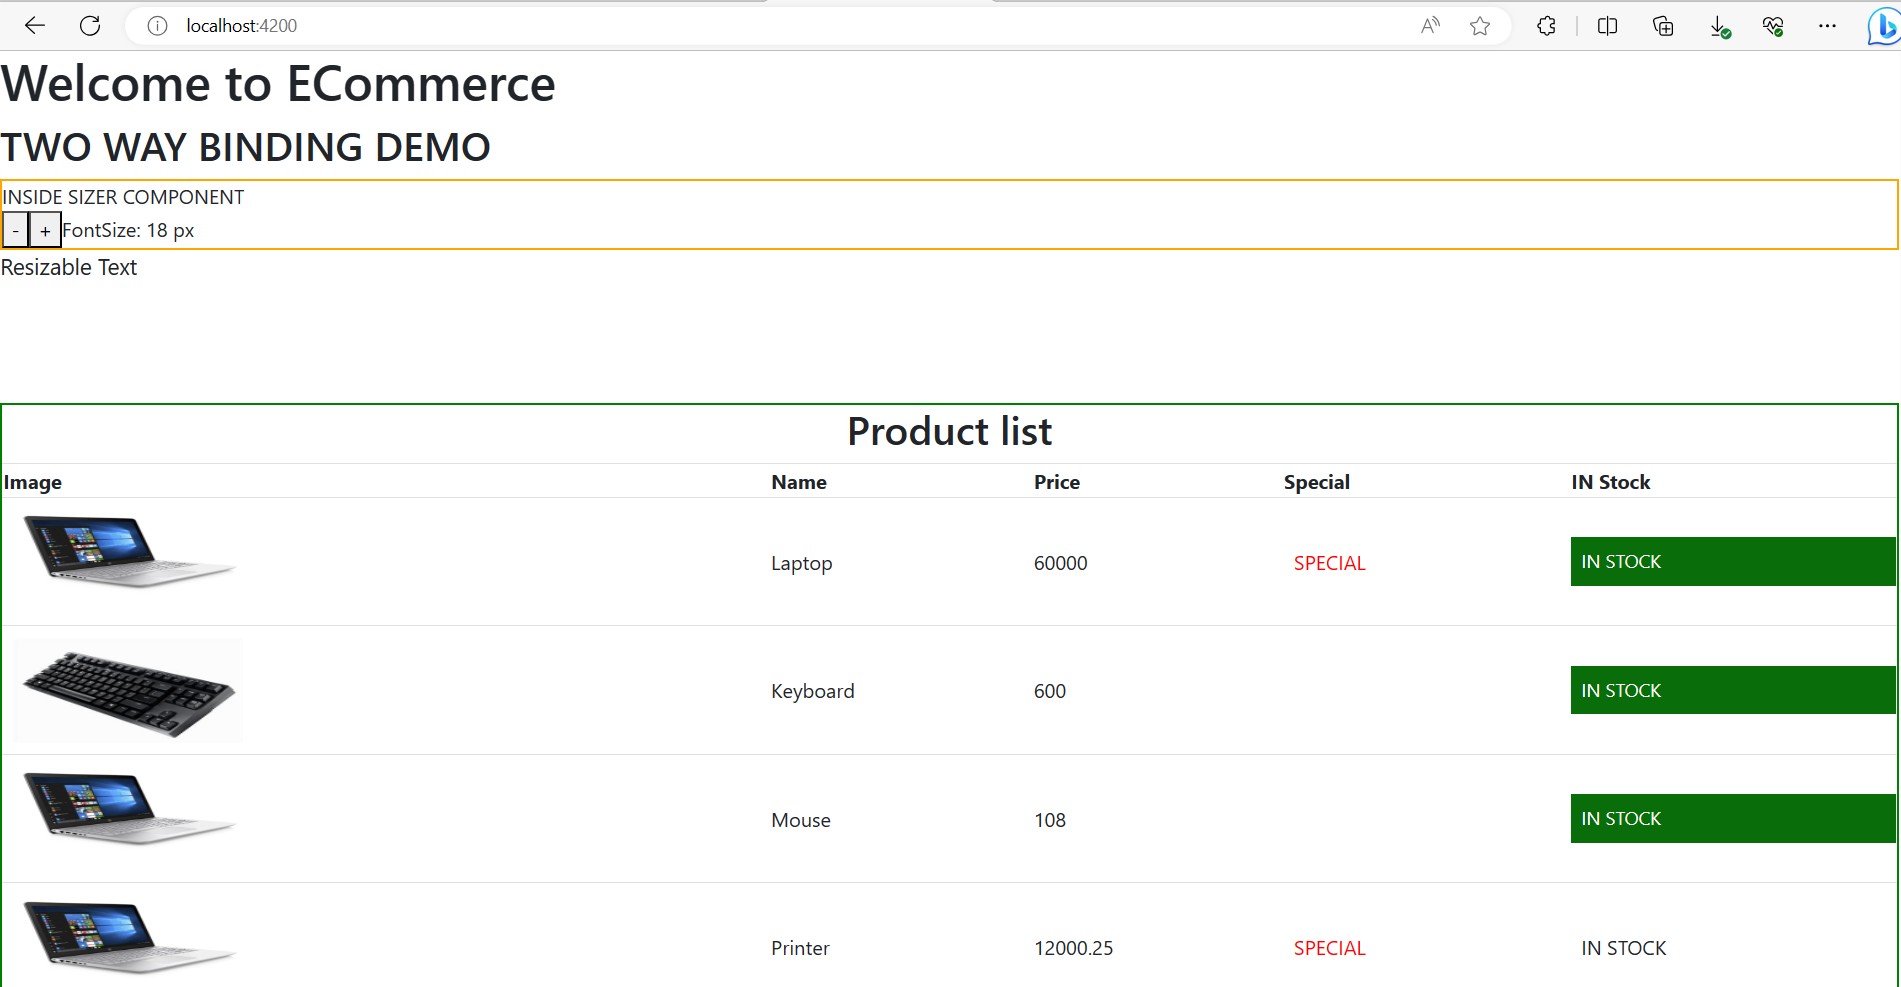 localhost:4200
Welcome to ECommerce
TWO WAY BINDING DEMO
INSIDE SIZER COMPONENT
- + FontSize: 18 px
Resizable Text
Product list
Image Name Price Special IN Stock
Laptop 60000 SPECIAL IN STOCK
Keyboard 600 IN STOCK
Mouse 108 IN STOCK
Printer 12000.25 SPECIAL IN STOCK